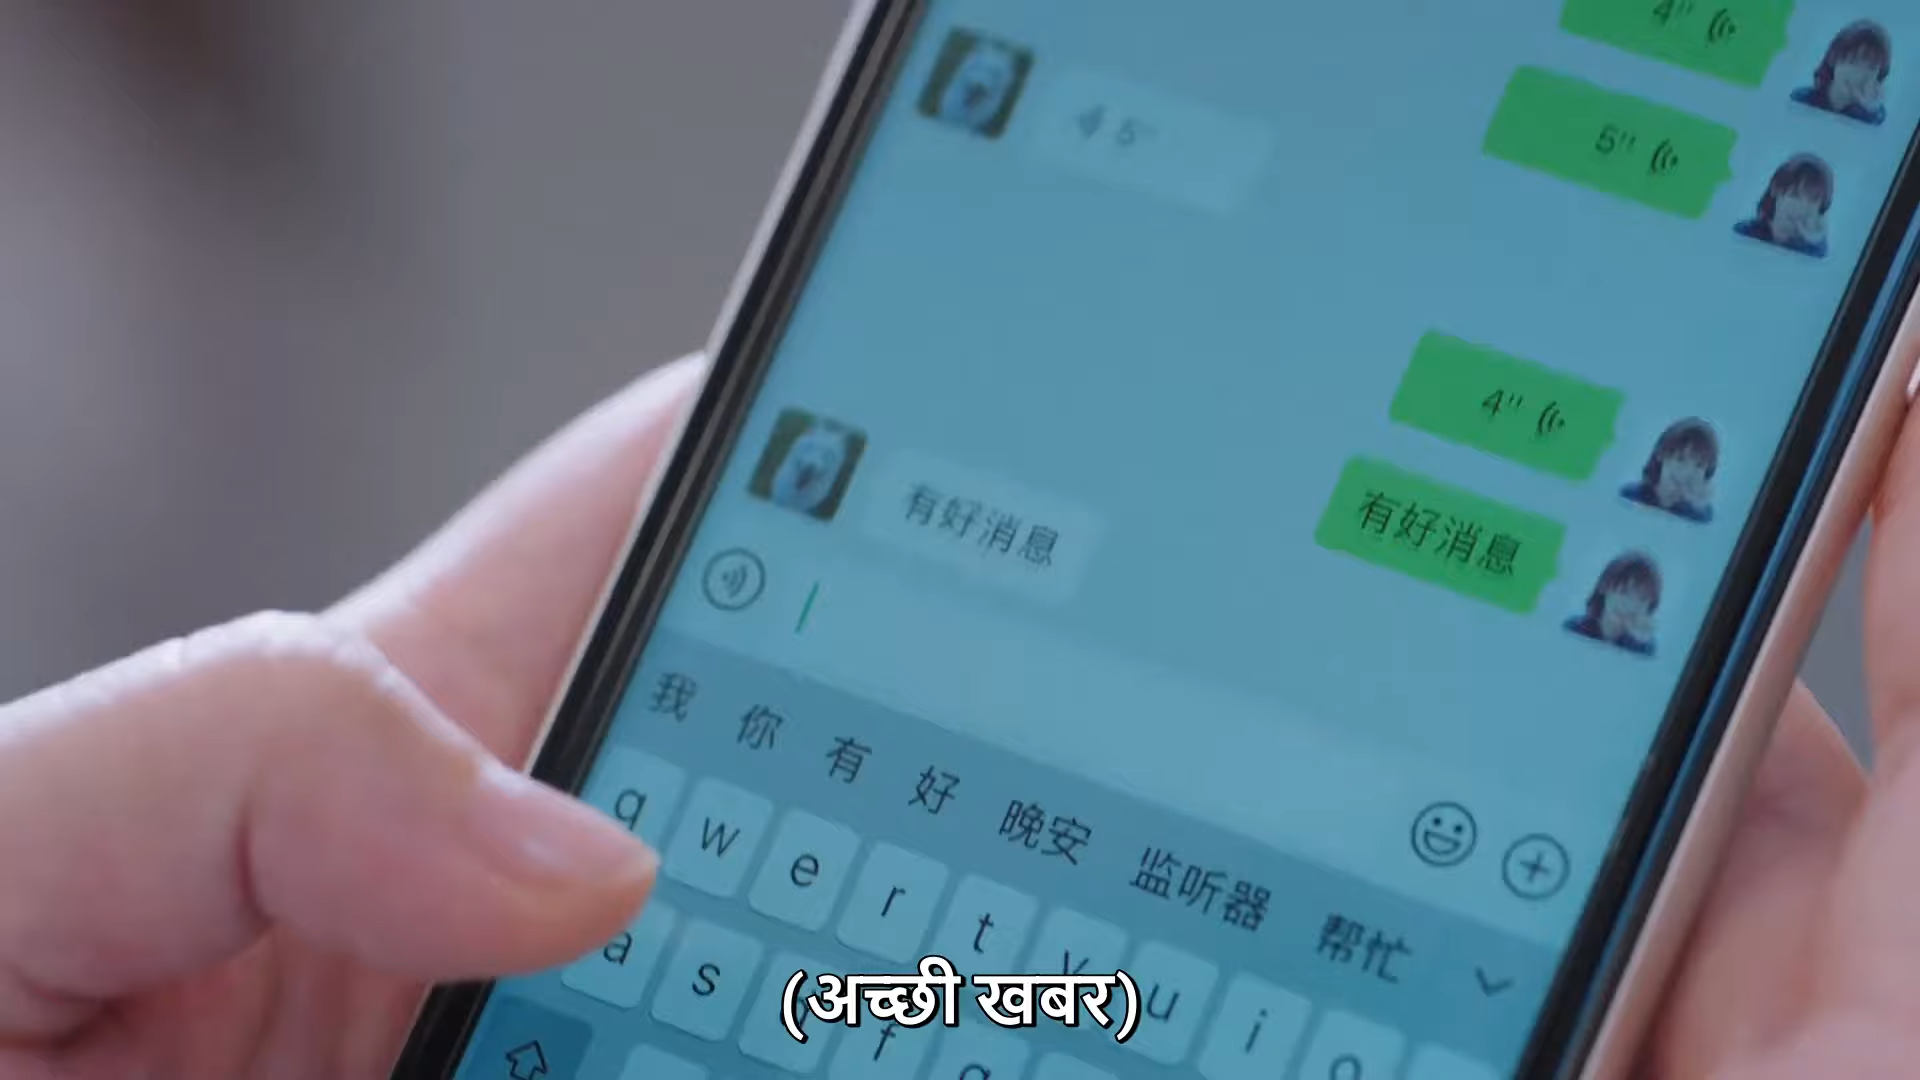 4"
5"
4 5"
4"
有好消息
有好消息
我 你 有 好 晚安 监听器 帮忙
q w e r t y u i o
a s f g
(अच्छी खबर)